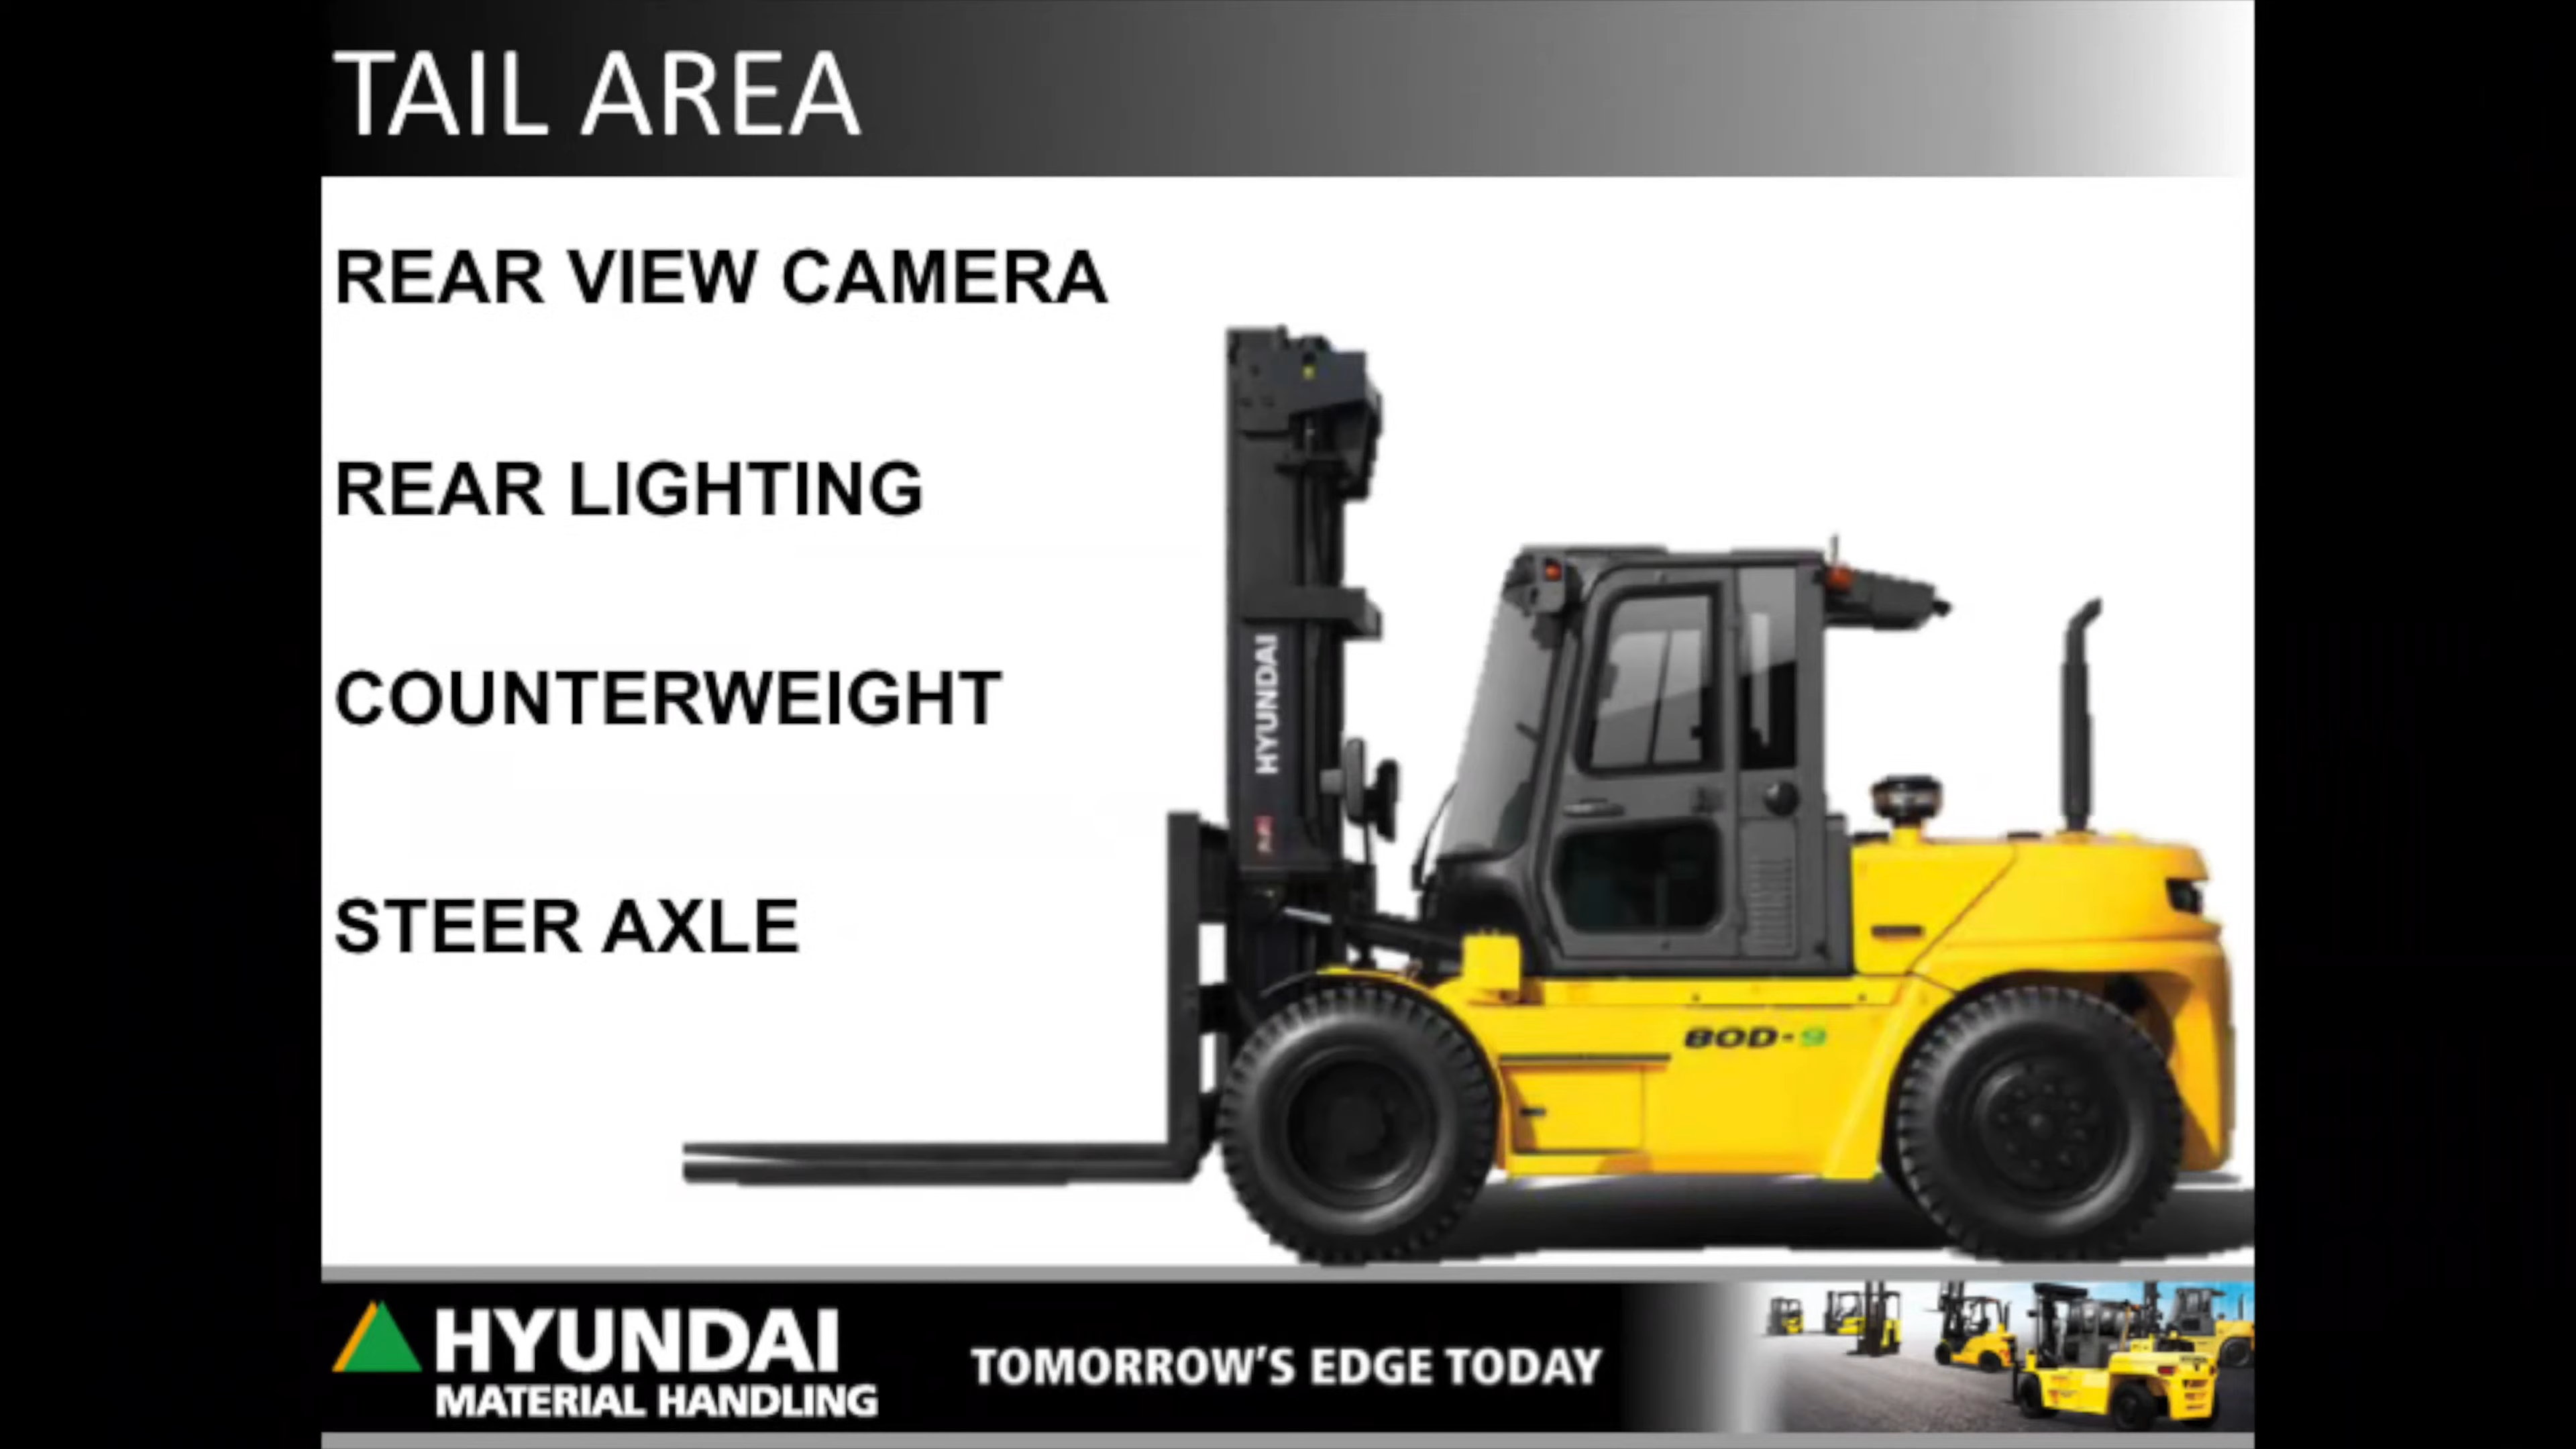 TAIL AREA
REAR VIEW CAMERA
REAR LIGHTING
COUNTERWEIGHT
STEER AXLE
HYUNDAI
80D-9
HYUNDAI
MATERIAL HANDLING
TOMORROW'S EDGE TODAY